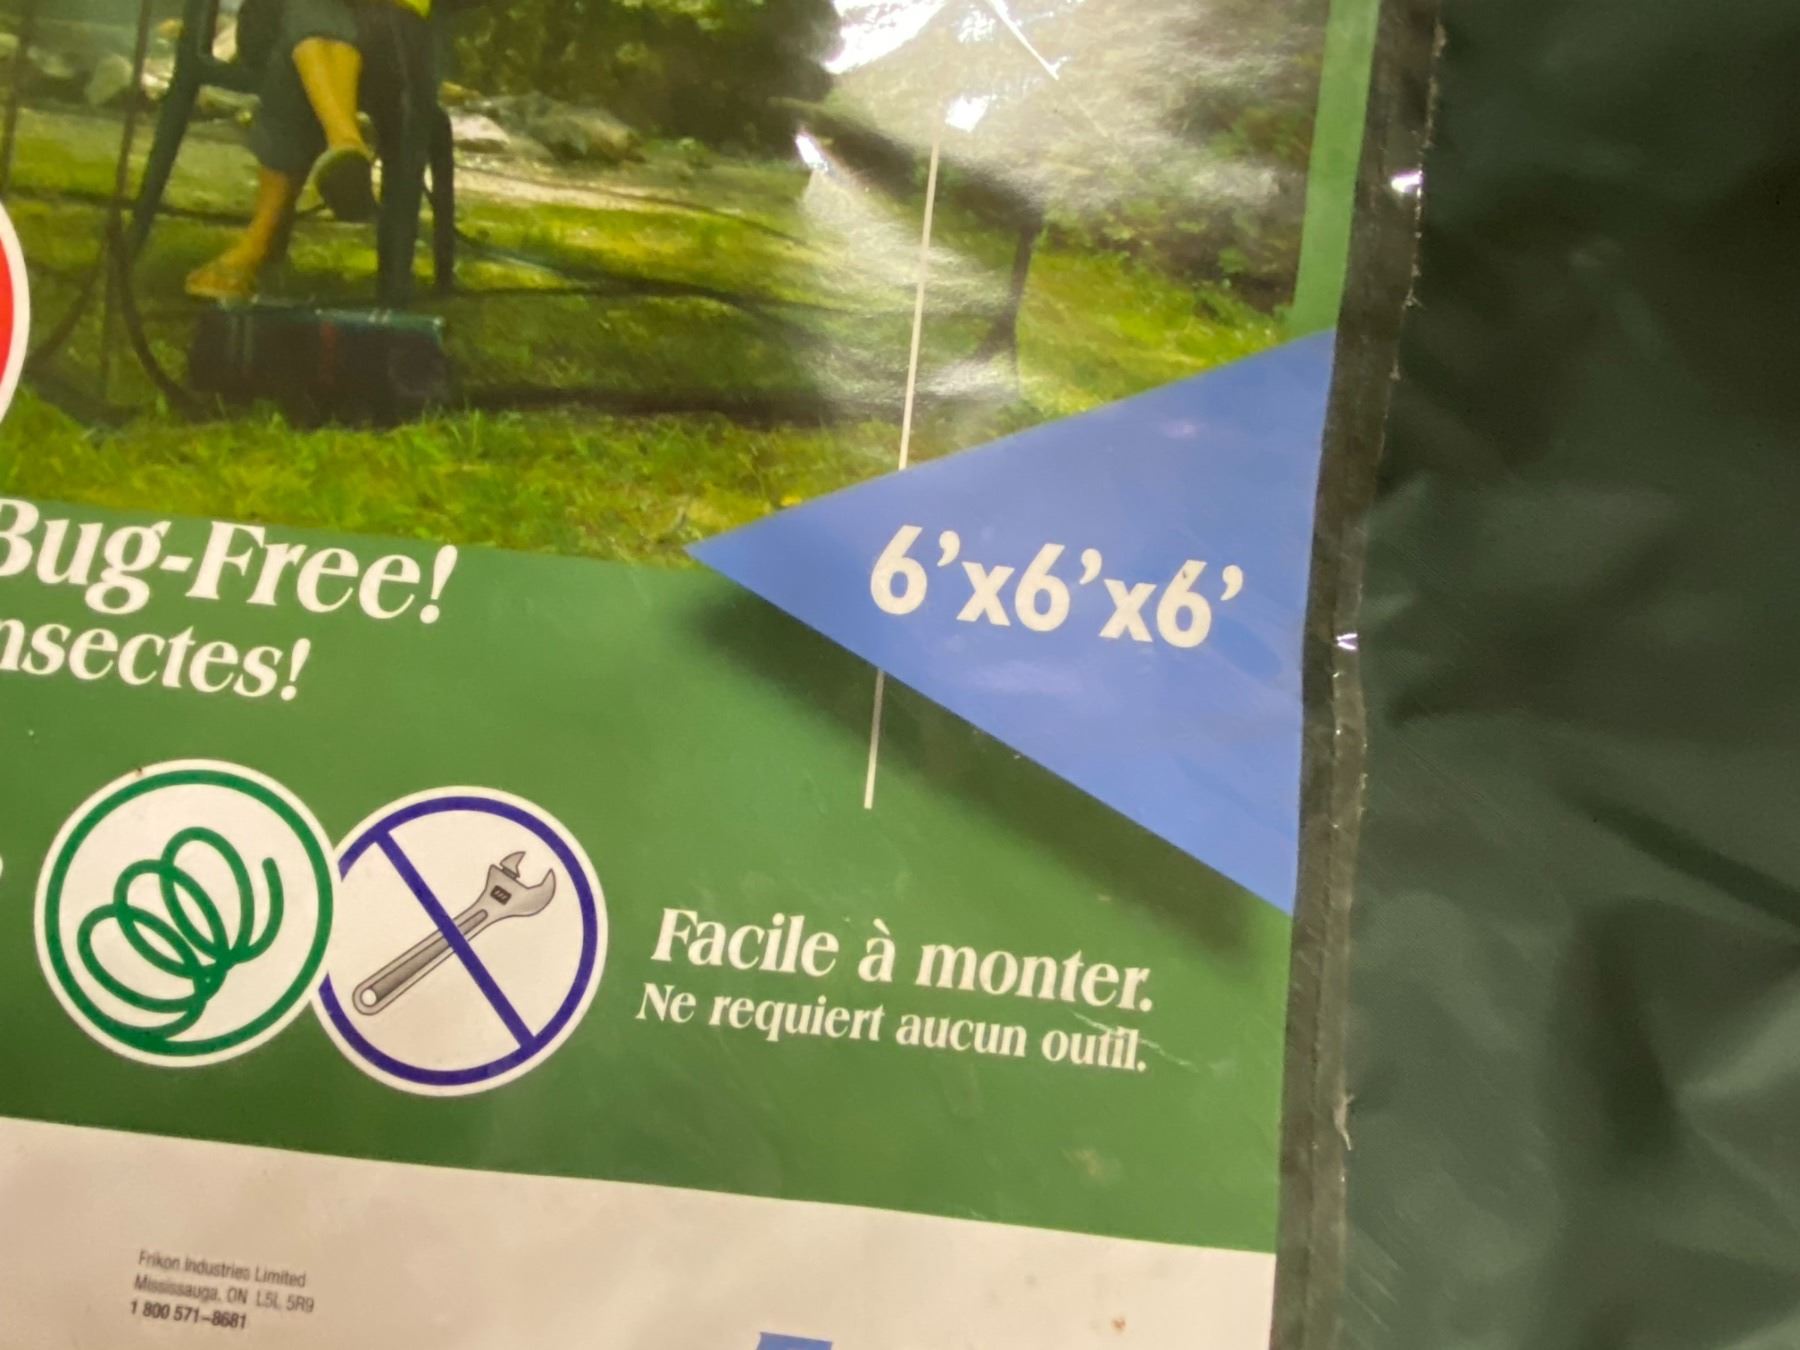 Bug-Free!
nsectes!
6'x6'x6'
Facile à monter.
Ne requiert aucun outil.
Frikon Industries Limited
Mississauga, ON L5L 5R9
1 800 571-8681